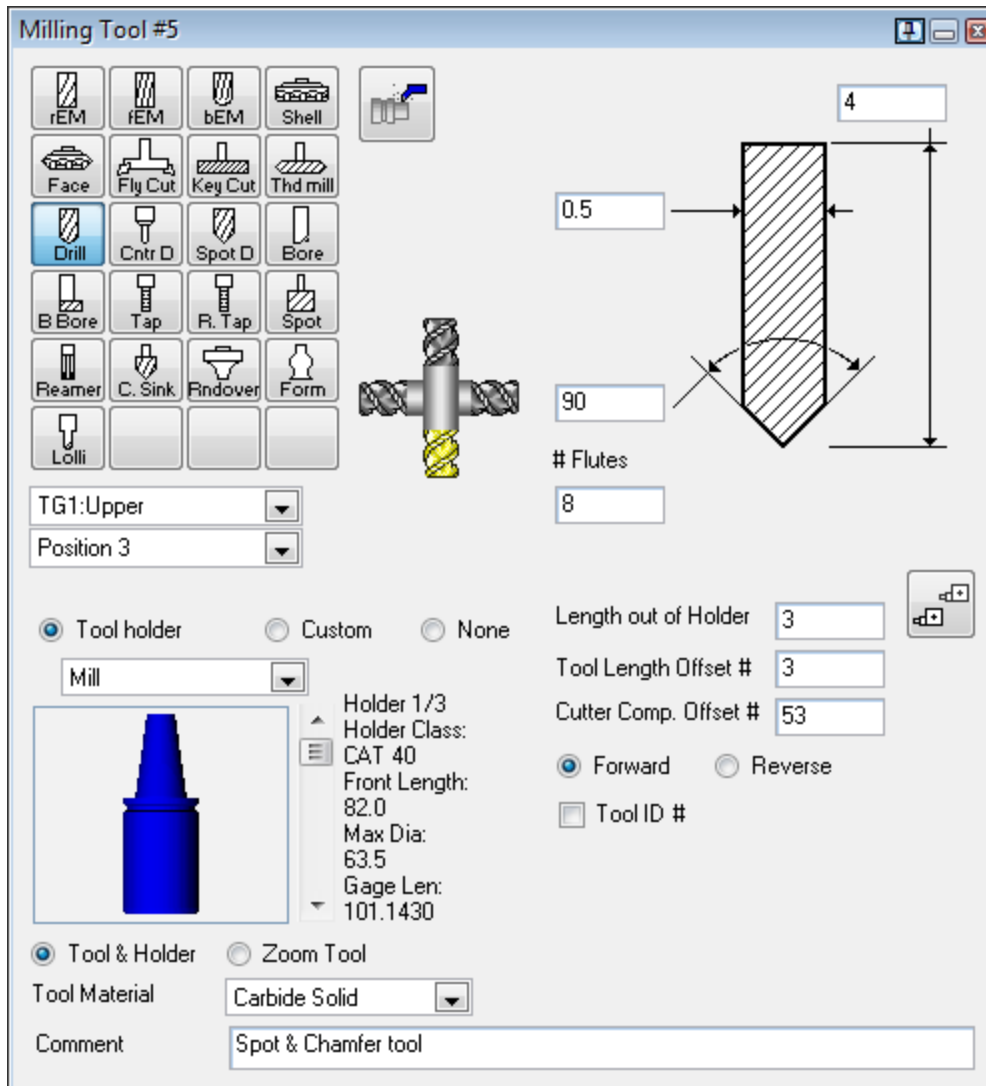 Milling Tool #5
rEM fEM bEM Shell
Face Fly Cut Key Cut Thd mill
Drill Cntr D Spot D Bore
B Bore Tap R. Tap Spot
Reamer C. Sink Rndover Form
Lolli
4
0.5
90
# Flutes
8
TG1:Upper
Position 3
Tool holder Custom None
Mill
Holder 1/3
Holder Class:
CAT 40
Front Length:
82.0
Max Dia:
63.5
Gage Len:
101.1430
Length out of Holder 3
Tool Length Offset # 3
Cutter Comp. Offset # 53
Forward Reverse
Tool ID #
Tool & Holder Zoom Tool
Tool Material Carbide Solid
Comment Spot & Chamfer tool